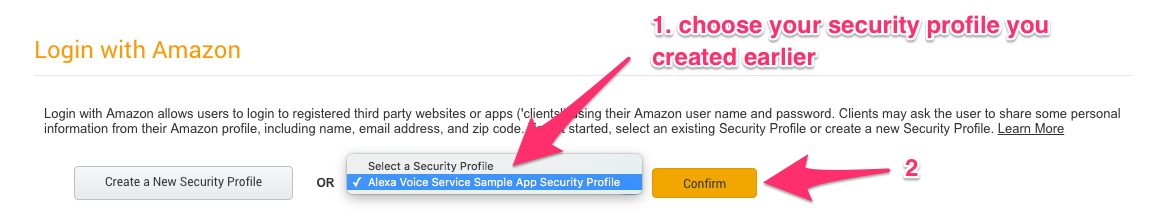 1. choose your security profile you
created earlier
Login with Amazon
Login with Amazon allows users to login to registered third party websites or apps ('clients' using their Amazon user name and password. Clients may ask the user to share some personal
information from their Amazon profile, including name, email address, and zip code. started, select an existing Security Profile or create a new Security Profile. Learn More
Select a Security Profile
Create a New Security Profile OR ✓ Alexa Voice Service Sample App Security Profile Confirm 2